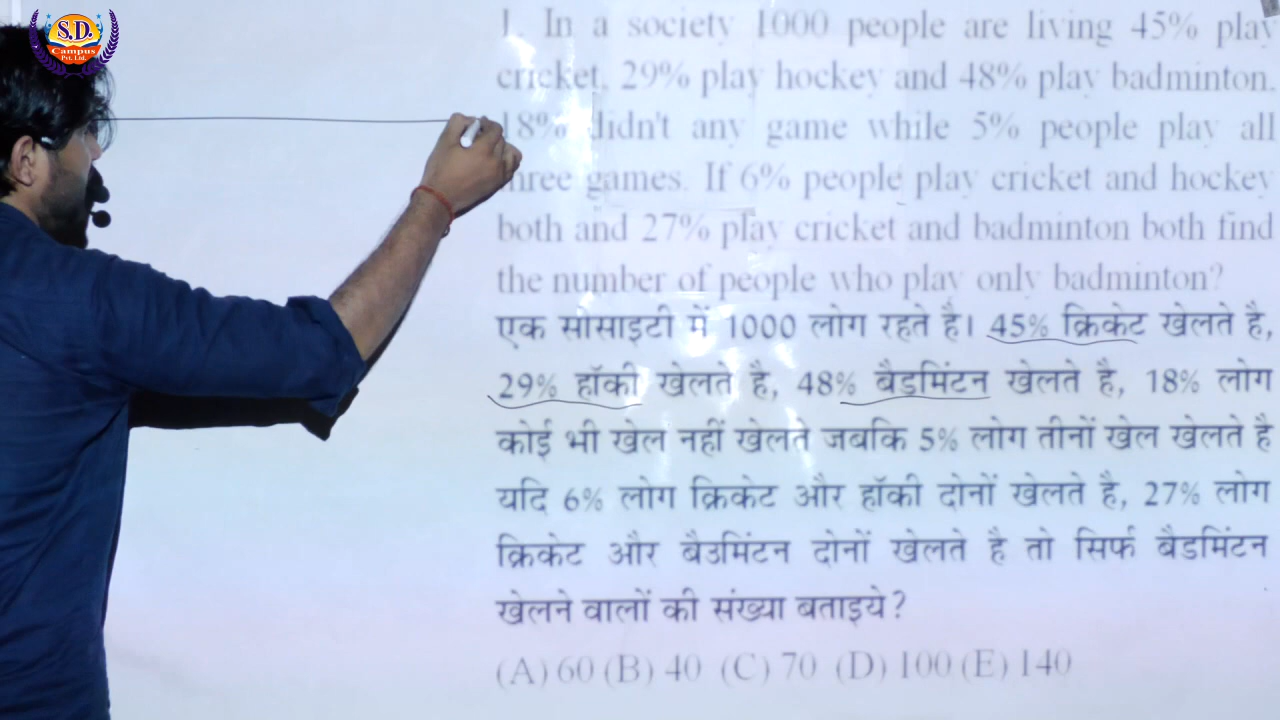 S.D.
Campus
Pvt. Ltd.
1. In a society 1000 people are living 45% play
cricket, 29% play hockey and 48% play badminton.
18% didn't any game while 5% people play all
three games. If 6% people play cricket and hockey
both and 27% play cricket and badminton both find
the number of people who play only badminton?
एक सोसाइटी में 1000 लोग रहते है। 45% क्रिकेट खेलते है,
29% हॉकी खेलते है, 48% बैडमिंटन खेलते है, 18% लोग
कोई भी खेल नहीं खेलते जबकि 5% लोग तीनों खेल खेलते है
यदि 6% लोग क्रिकेट और हॉकी दोनों खेलते है, 27% लोग
क्रिकेट और बैउमिंटन दोनों खेलते है तो सिर्फ बैडमिंटन
खेलने वालों की संख्या बताइये?
(A) 60 (B) 40 (C) 70 (D) 100 (E) 140